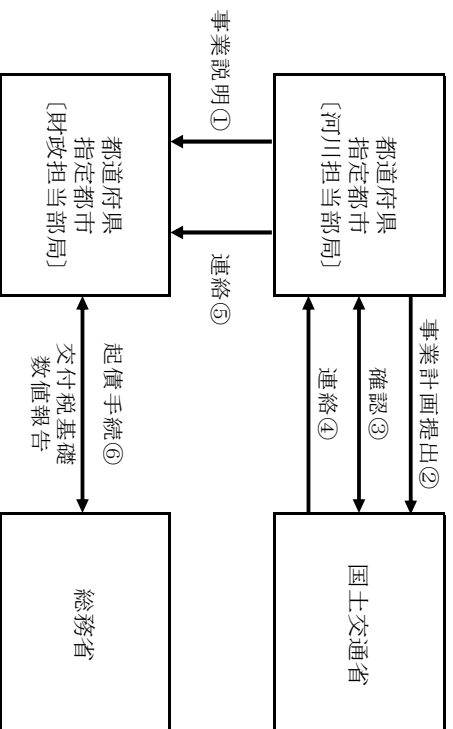 都道府県
指定都市
〔河川担当部局〕
事業計画提出②
確認③
連絡④
国土交通省
事業説明①
連絡⑤
都道府県
指定都市
〔財政担当部局〕
起債手続⑥
交付税基礎
数値報告
総務省